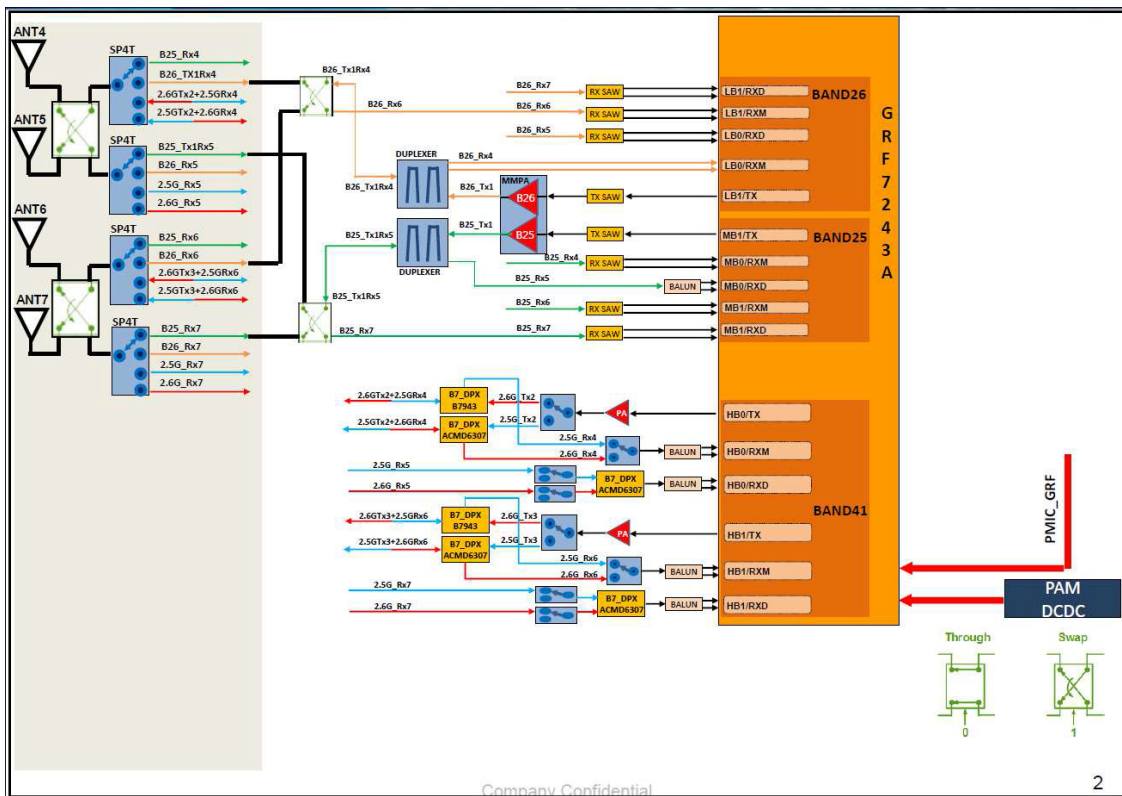 ANT4
SP4T
B25_Rx4
B26_TX1Rx4
2.6GTx2+2.5GRx4
2.5GTx2+2.6GRx4
ANT5
SP4T
B25_Tx1Rx5
B26_Rx5
2.5G_Rx5
2.6G_Rx5
ANT6
SP4T
B25_Rx6
B26_Rx6
2.6GTx3+2.5GRx6
2.5GTx3+2.6GRx6
ANT7
SP4T
B25_Rx7
B26_Rx7
2.5G_Rx7
2.6G_Rx7
B26_Tx1Rx4
B26_Rx6
B26_Tx1Rx4
B25_Tx1Rx5
B25_Tx1Rx5
B25_Rx7
DUPLEXER
DUPLEXER
B26_Rx7
RX SAW
B26_Rx6
RX SAW
B26_Rx5
RX SAW
B26_Rx4
MMPA
B26_Tx1
B26
TX SAW
B25_Tx1
B25
TX SAW
B25_Rx4
RX SAW
B25_Rx5
BALUN
B25_Rx6
RX SAW
B25_Rx7
RX SAW
LB1/RXD
LB1/RXM
LB0/RXD
LB0/RXM
LB1/TX
BAND26
MB1/TX
MB0/RXM
MB0/RXD
MB1/RXM
MB1/RXD
BAND25
GRF7243A
2.6GTx2+2.5GRx4
B7_DPX
B7943
2.6G_Tx2
2.5GTx2+2.6GRx4
B7_DPX
ACMD6307
2.5G_Tx2
PA
HB0/TX
2.5G_Rx4
2.6G_Rx4
BALUN
HB0/RXM
2.5G_Rx5
2.6G_Rx5
B7_DPX
ACMD6307
BALUN
HB0/RXD
BAND41
2.6GTx3+2.5GRx6
B7_DPX
B7943
2.6G_Tx3
2.5GTx3+2.6GRx6
B7_DPX
ACMD6307
2.5G_Tx3
PA
HB1/TX
2.5G_Rx6
2.6G_Rx6
BALUN
HB1/RXM
2.5G_Rx7
2.6G_Rx7
B7_DPX
ACMD6307
BALUN
HB1/RXD
PMIC_GRF
PAM
DCDC
Through
0
Swap
1
Company Confidential
2